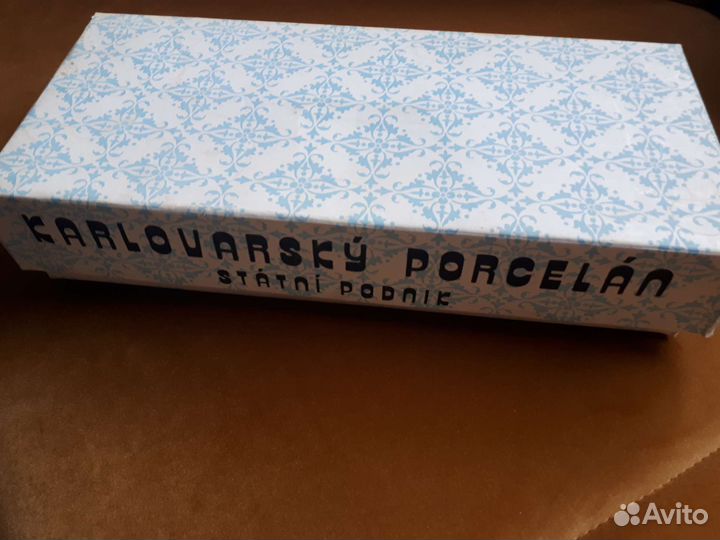 KARLOVARSKÝ PORCELÁN
STÁTNÍ PODNIK
Avito